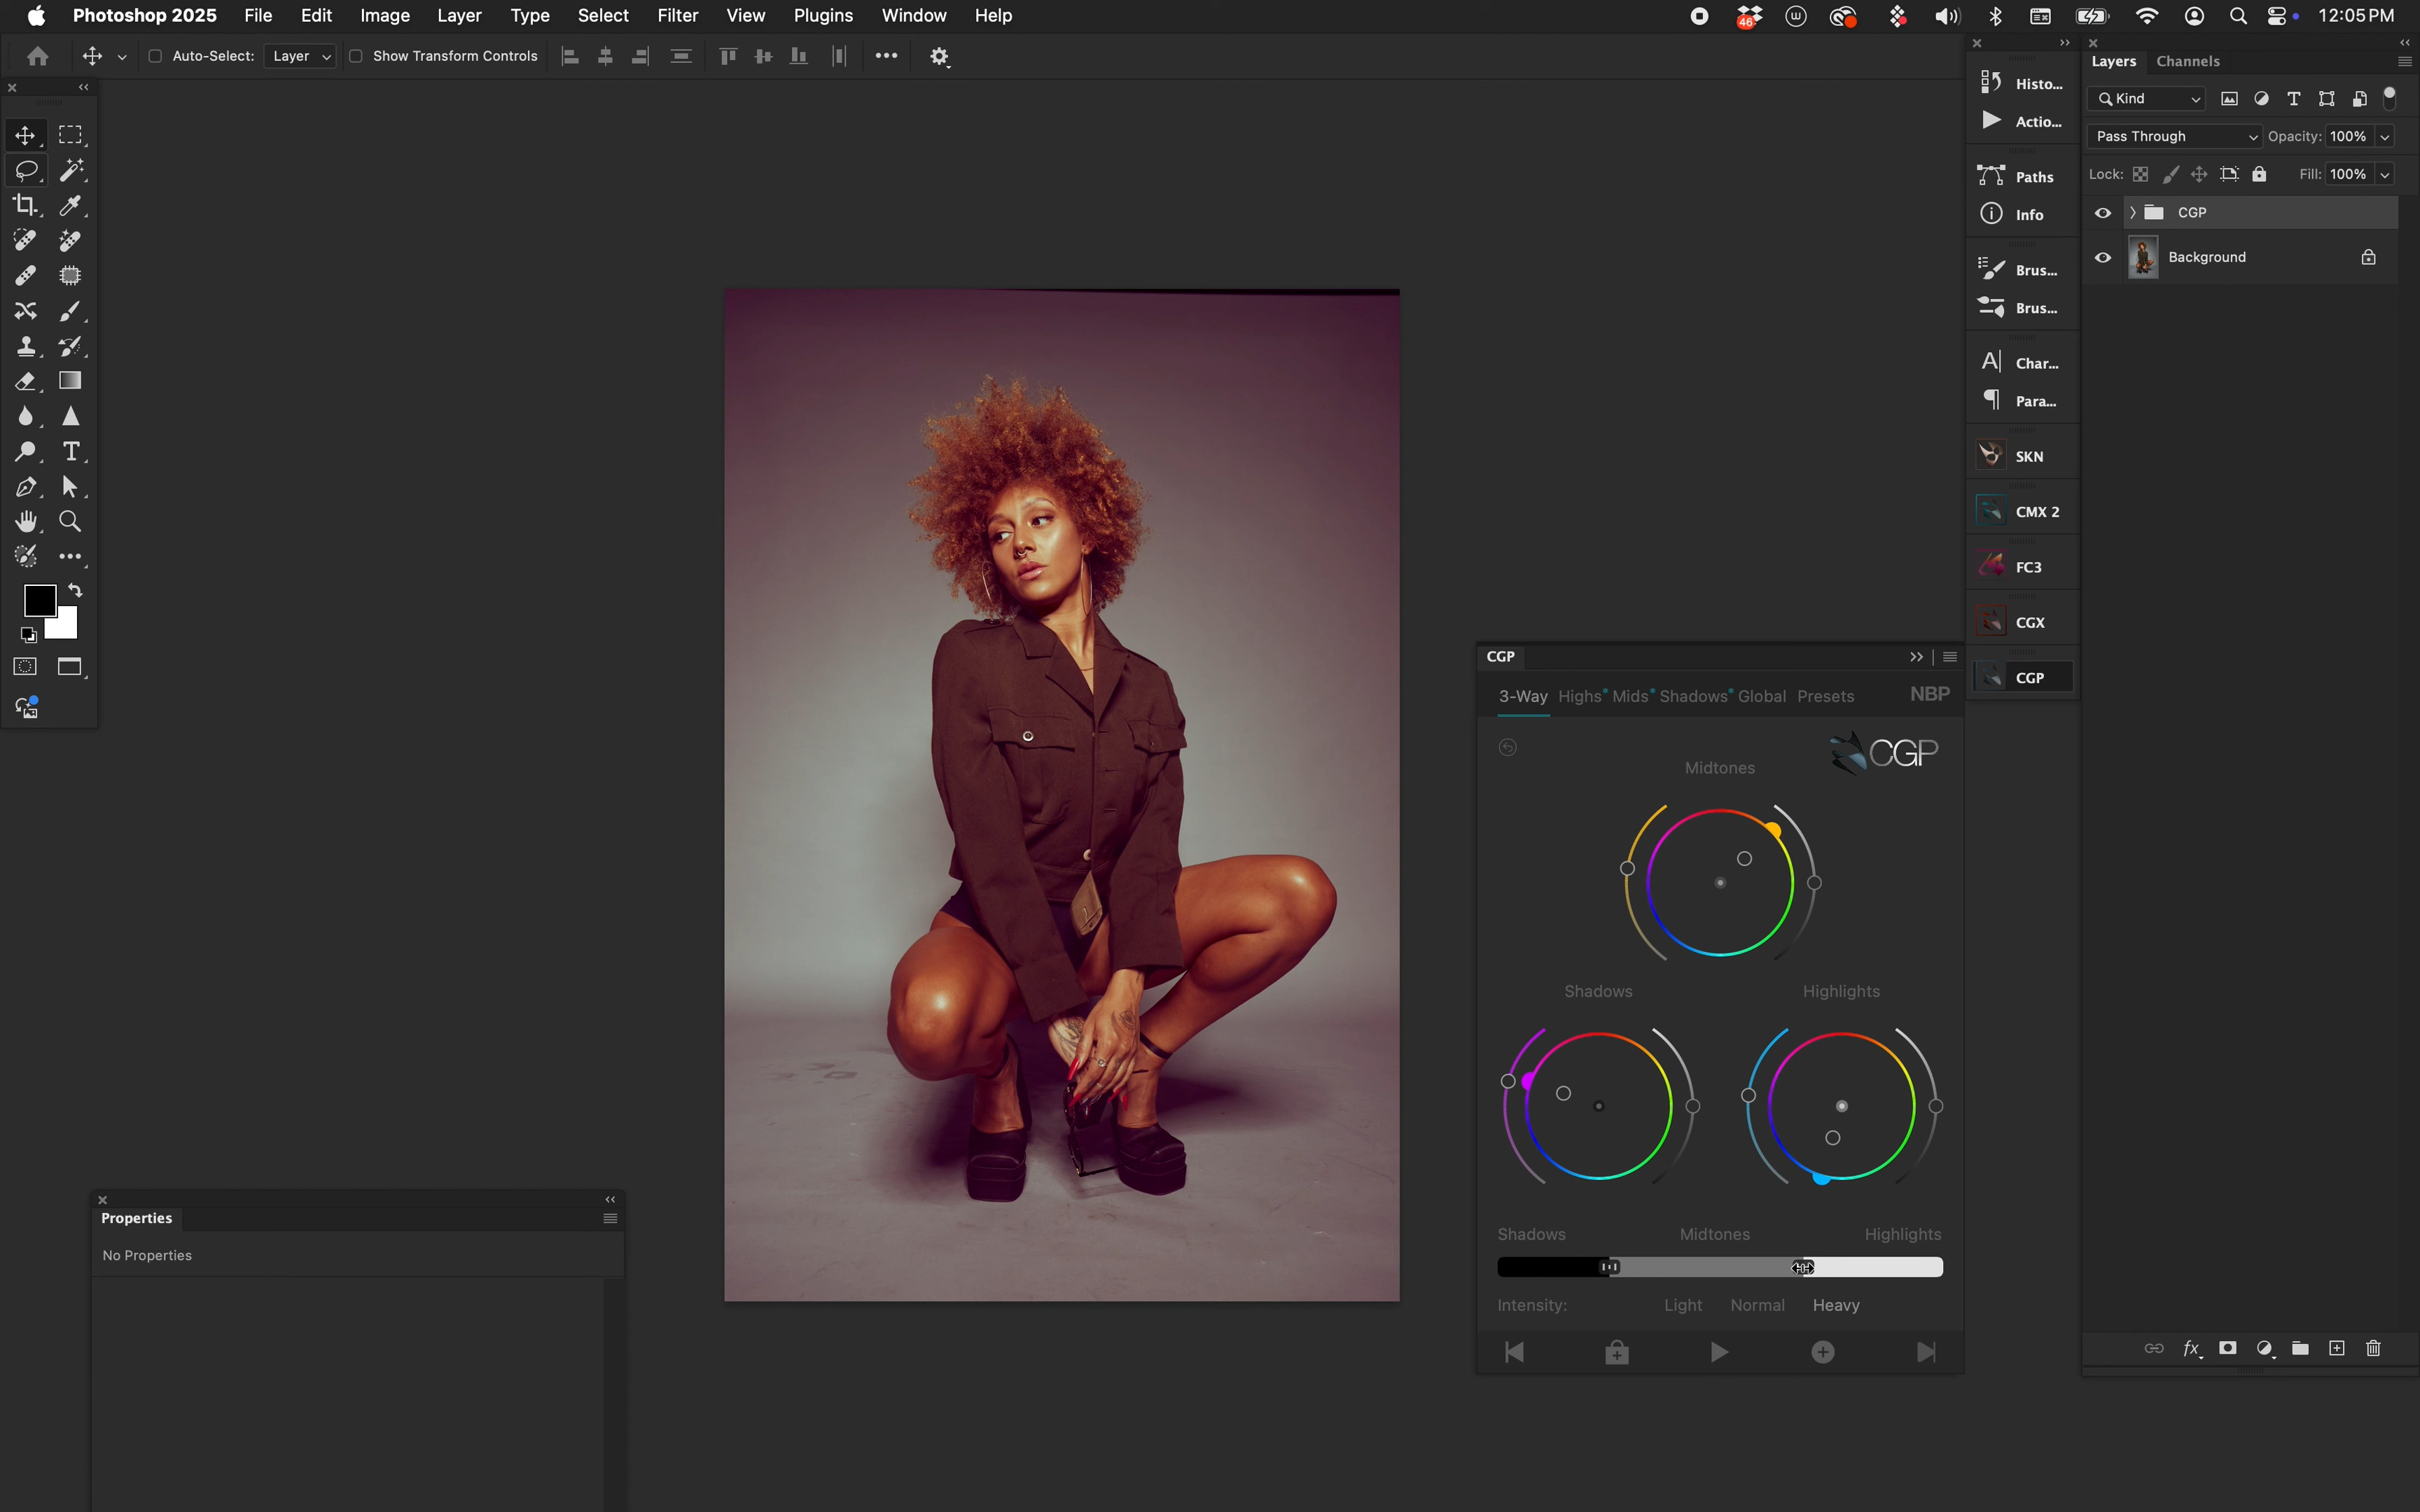 Photoshop 2025 File Edit Image Layer Type Select Filter View Plugins Window Help 46 12:05 PM
Auto-Select: Layer Show Transform Controls
Layers Channels
Kind
Pass Through Opacity: 100%
Lock: Fill: 100%
CGP
Background
Histo...
Actio...
Paths
Info
Brus...
Brus...
Char...
Para...
SKN
CMX 2
FC3
CGX
CGP
CGP
3-Way Highs Mids Shadows Global Presets NBP
CGP
Midtones
Shadows Highlights
Shadows Midtones Highlights
Intensity: Light Normal Heavy
Properties
No Properties